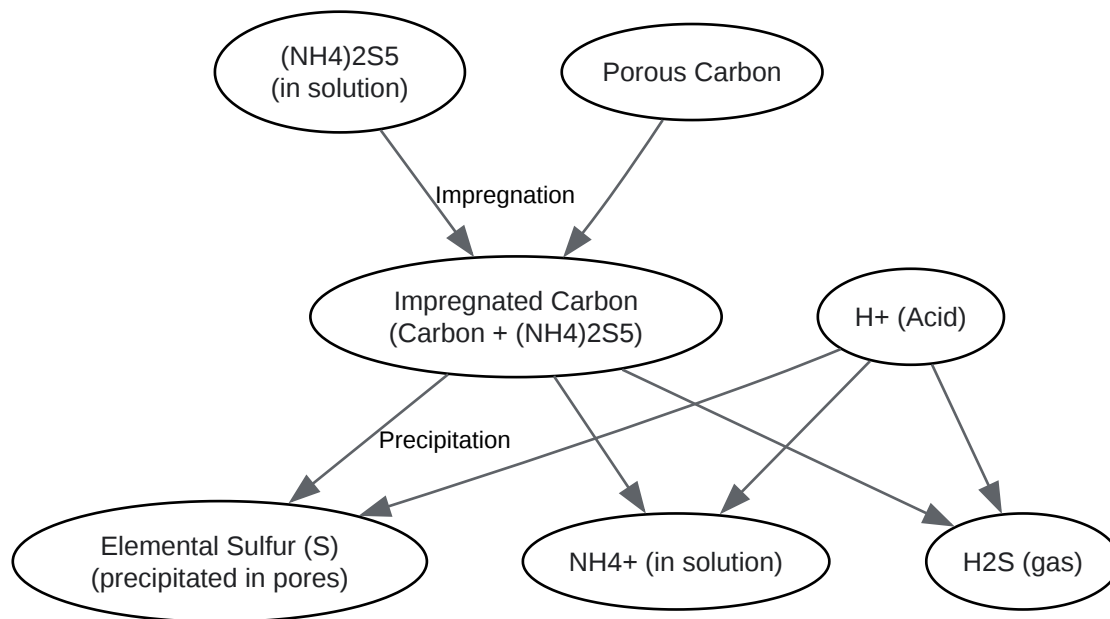 (NH4)2S5
(in solution)
Porous Carbon
Impregnation
Impregnated Carbon
(Carbon + (NH4)2S5)
H+ (Acid)
Precipitation
Elemental Sulfur (S)
(precipitated in pores)
NH4+ (in solution)
H2S (gas)